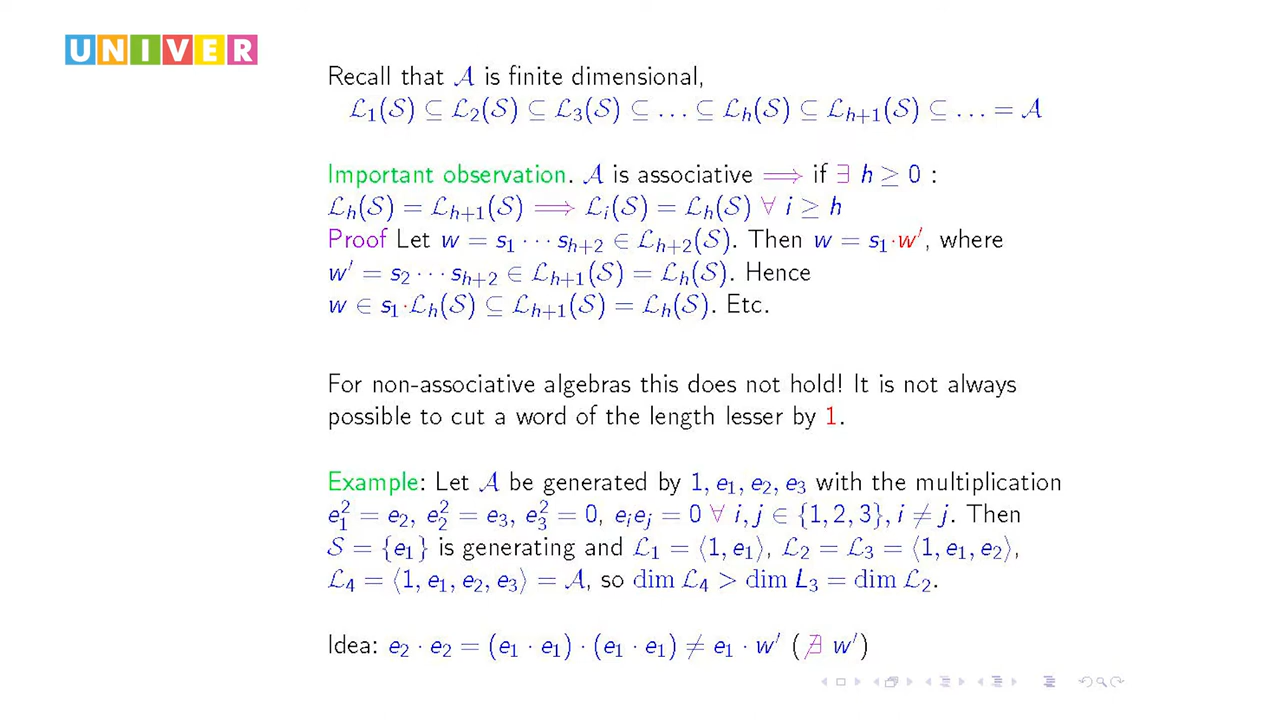 UNIVER
Recall that 𝒜 is finite dimensional,
ℒ₁(𝒮) ⊆ ℒ₂(𝒮) ⊆ ℒ₃(𝒮) ⊆ … ⊆ ℒₕ(𝒮) ⊆ ℒₕ₊₁(𝒮) ⊆ … = 𝒜
Important observation. 𝒜 is associative ⟹ if ∃ h ≥ 0 :
ℒₕ(𝒮) = ℒₕ₊₁(𝒮) ⟹ ℒᵢ(𝒮) = ℒₕ(𝒮) ∀ i ≥ h
Proof Let w = s₁ ··· sₕ₊₂ ∈ ℒₕ₊₂(𝒮). Then w = s₁·w′, where
w′ = s₂ ··· sₕ₊₂ ∈ ℒₕ₊₁(𝒮) = ℒₕ(𝒮). Hence
w ∈ s₁·ℒₕ(𝒮) ⊆ ℒₕ₊₁(𝒮) = ℒₕ(𝒮). Etc.
For non-associative algebras this does not hold! It is not always
possible to cut a word of the length lesser by 1.
Example: Let 𝒜 be generated by 1, e₁, e₂, e₃ with the multiplication
e₁² = e₂, e₂² = e₃, e₃² = 0, eᵢeⱼ = 0 ∀ i, j ∈ {1, 2, 3}, i ≠ j. Then
𝒮 = {e₁} is generating and ℒ₁ = ⟨1, e₁⟩, ℒ₂ = ℒ₃ = ⟨1, e₁, e₂⟩,
ℒ₄ = ⟨1, e₁, e₂, e₃⟩ = 𝒜, so dim ℒ₄ > dim L₃ = dim ℒ₂.
Idea: e₂ · e₂ = (e₁ · e₁) · (e₁ · e₁) ≠ e₁ · w′ (∄ w′)